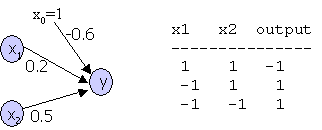 x0=1
-0.6
x1
0.2
y
x2 0.5
x1 x2 output
--------------------
1 1 -1
-1 1 1
-1 -1 1